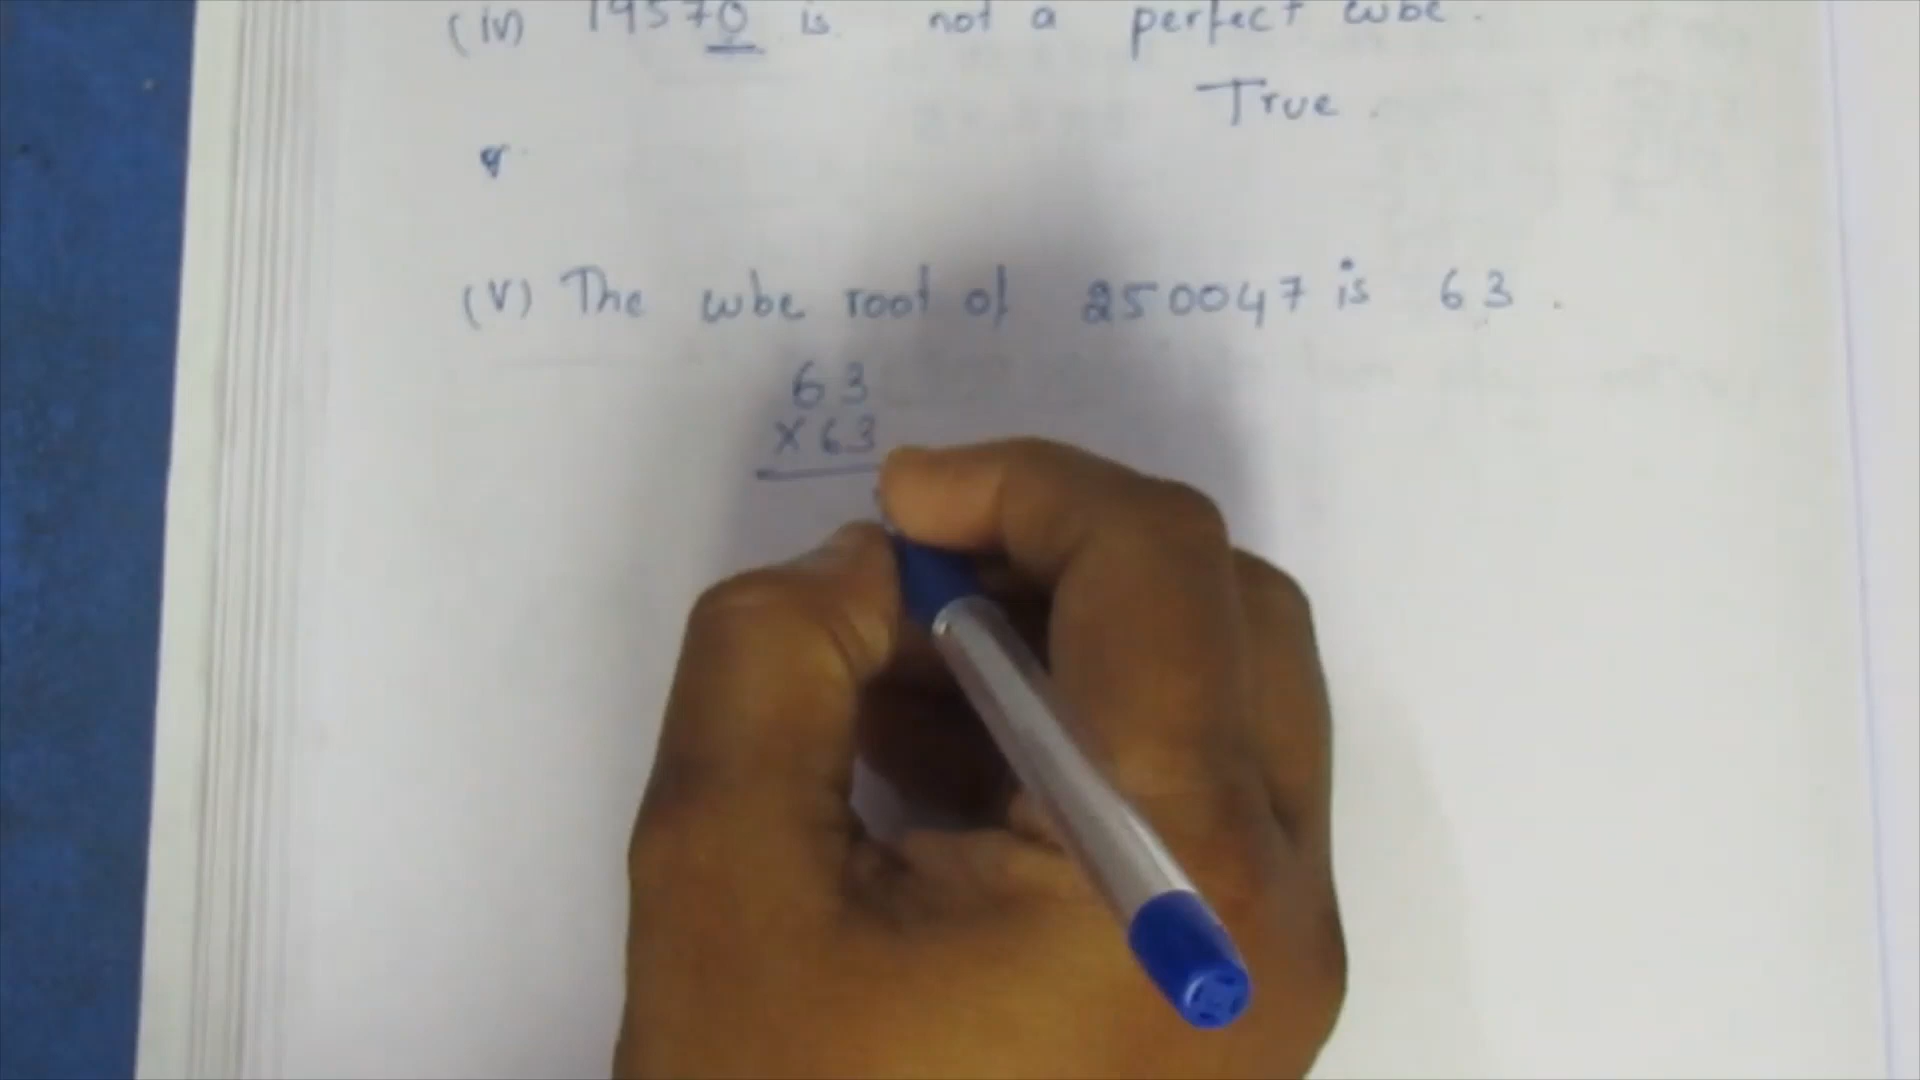 (iv) 19570 is not a perfect cube.
True.
(v) The cube root of 250047 is 63.
63
x 63